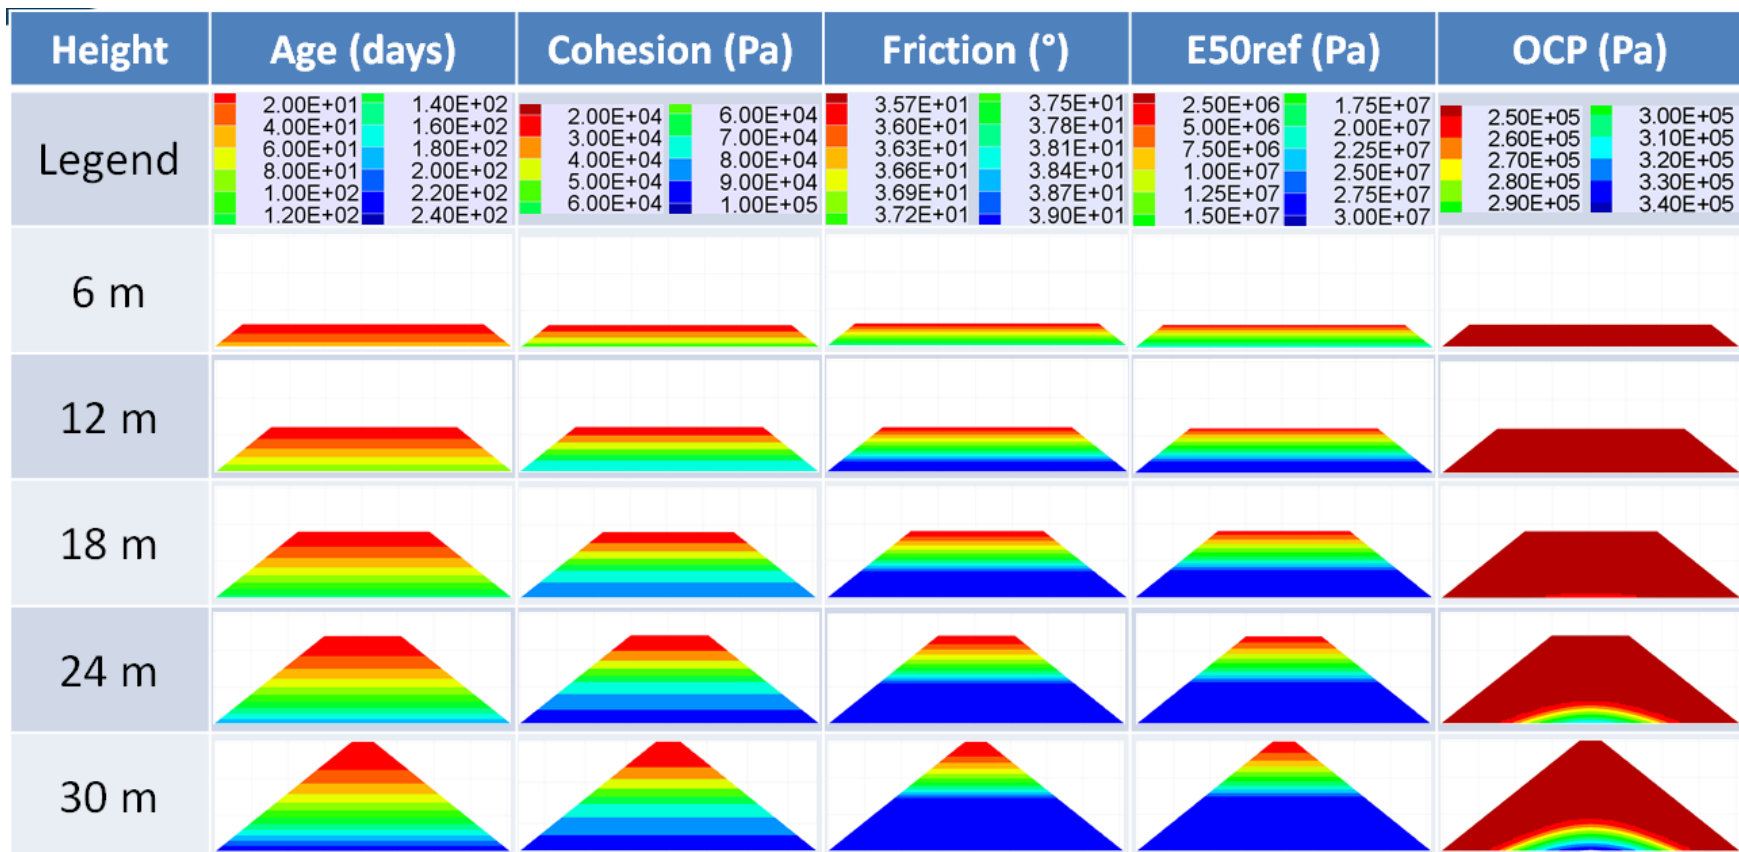 Height Age (days) Cohesion (Pa) Friction (°) E50ref (Pa) OCP (Pa)
Legend
2.00E+01 1.40E+02
4.00E+01 1.60E+02
6.00E+01 1.80E+02
8.00E+01 2.00E+02
1.00E+02 2.20E+02
1.20E+02 2.40E+02
2.00E+04 6.00E+04
3.00E+04 7.00E+04
4.00E+04 8.00E+04
5.00E+04 9.00E+04
6.00E+04 1.00E+05
3.57E+01 3.75E+01
3.60E+01 3.78E+01
3.63E+01 3.81E+01
3.66E+01 3.84E+01
3.69E+01 3.87E+01
3.72E+01 3.90E+01
2.50E+06 1.75E+07
5.00E+06 2.00E+07
7.50E+06 2.25E+07
1.00E+07 2.50E+07
1.25E+07 2.75E+07
1.50E+07 3.00E+07
2.50E+05 3.00E+05
2.60E+05 3.10E+05
2.70E+05 3.20E+05
2.80E+05 3.30E+05
2.90E+05 3.40E+05
6 m
12 m
18 m
24 m
30 m